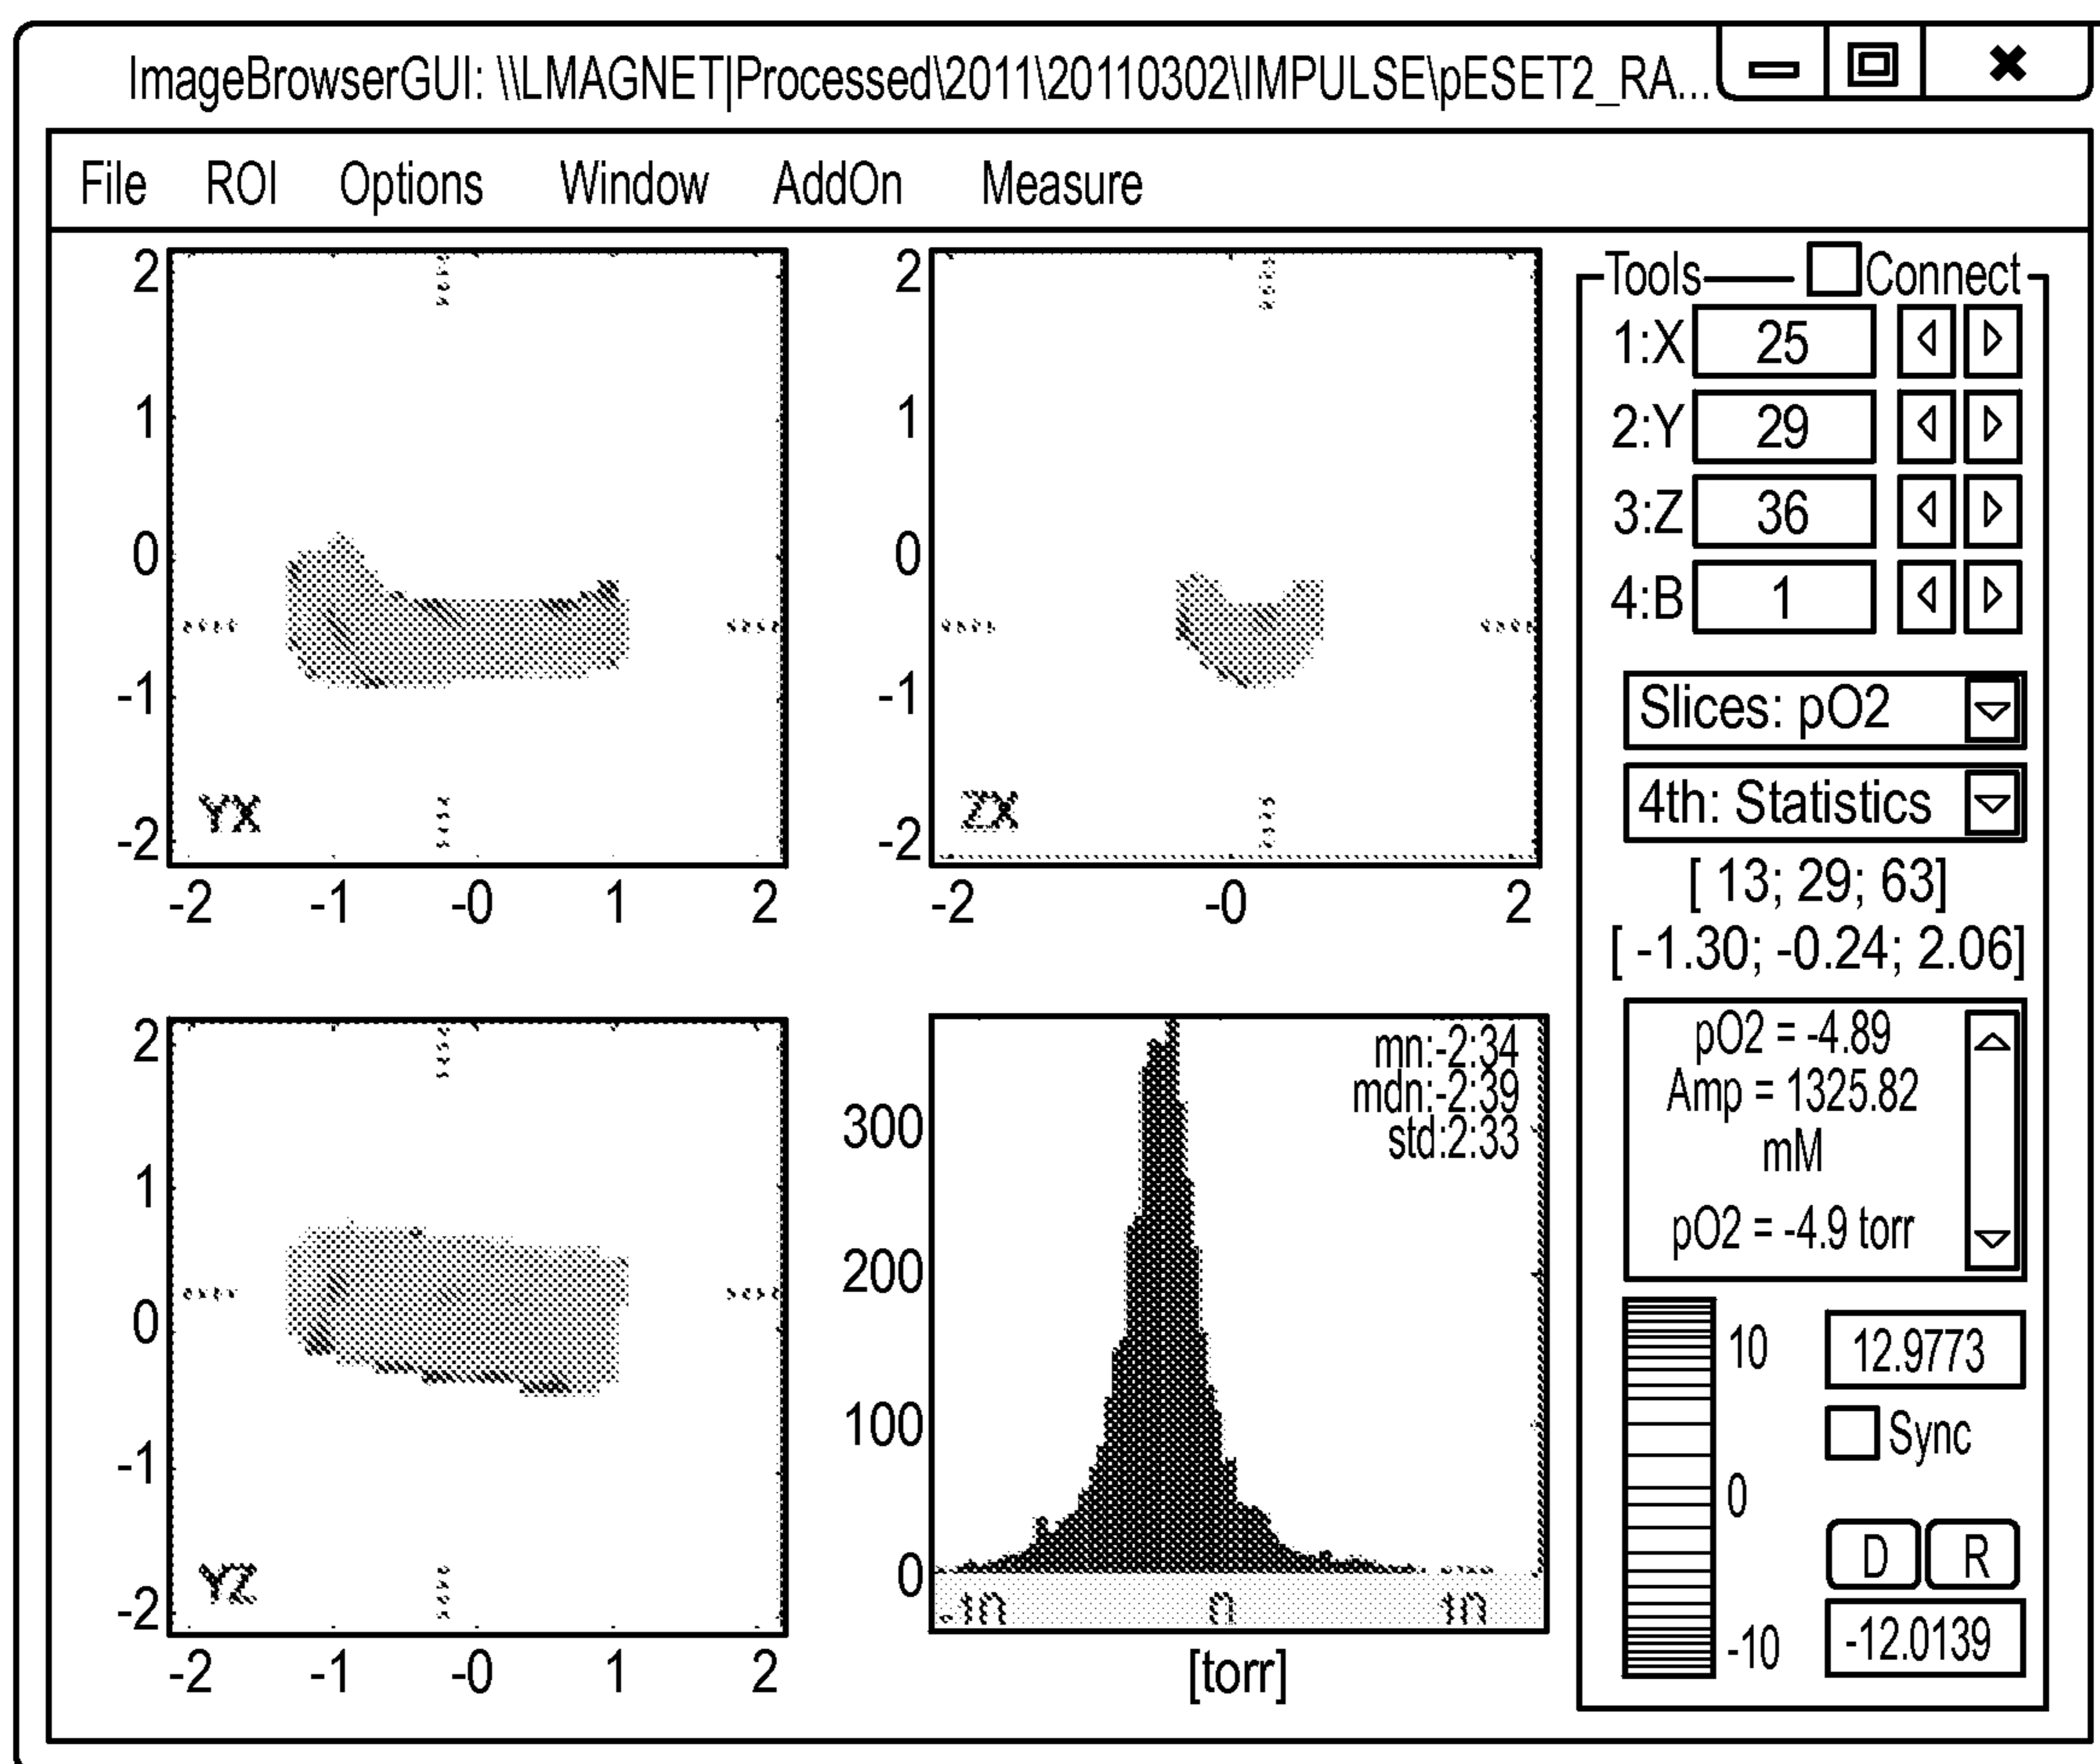 ImageBrowserGUI: \\LMAGNET|Processed\2011\20110302\IMPULSE\pESET2_RA...
File ROI Options Window AddOn Measure
2
1
0
-1
-2
YX
-2 -1 -0 1 2
2
1
0
-1
-2
ZX
-2 -0 2
2
1
0
-1
-2
YZ
-2 -1 -0 1 2
mn:-2:34
mdn:-2:39
std:2:33
300
200
100
0
[torr]
Tools Connect
1:X 25
2:Y 29
3:Z 36
4:B 1
Slices: pO2
4th: Statistics
[ 13; 29; 63]
[ -1.30; -0.24; 2.06]
pO2 = -4.89
Amp = 1325.82
mM
pO2 = -4.9 torr
10
0
-10
12.9773
Sync
D R
-12.0139